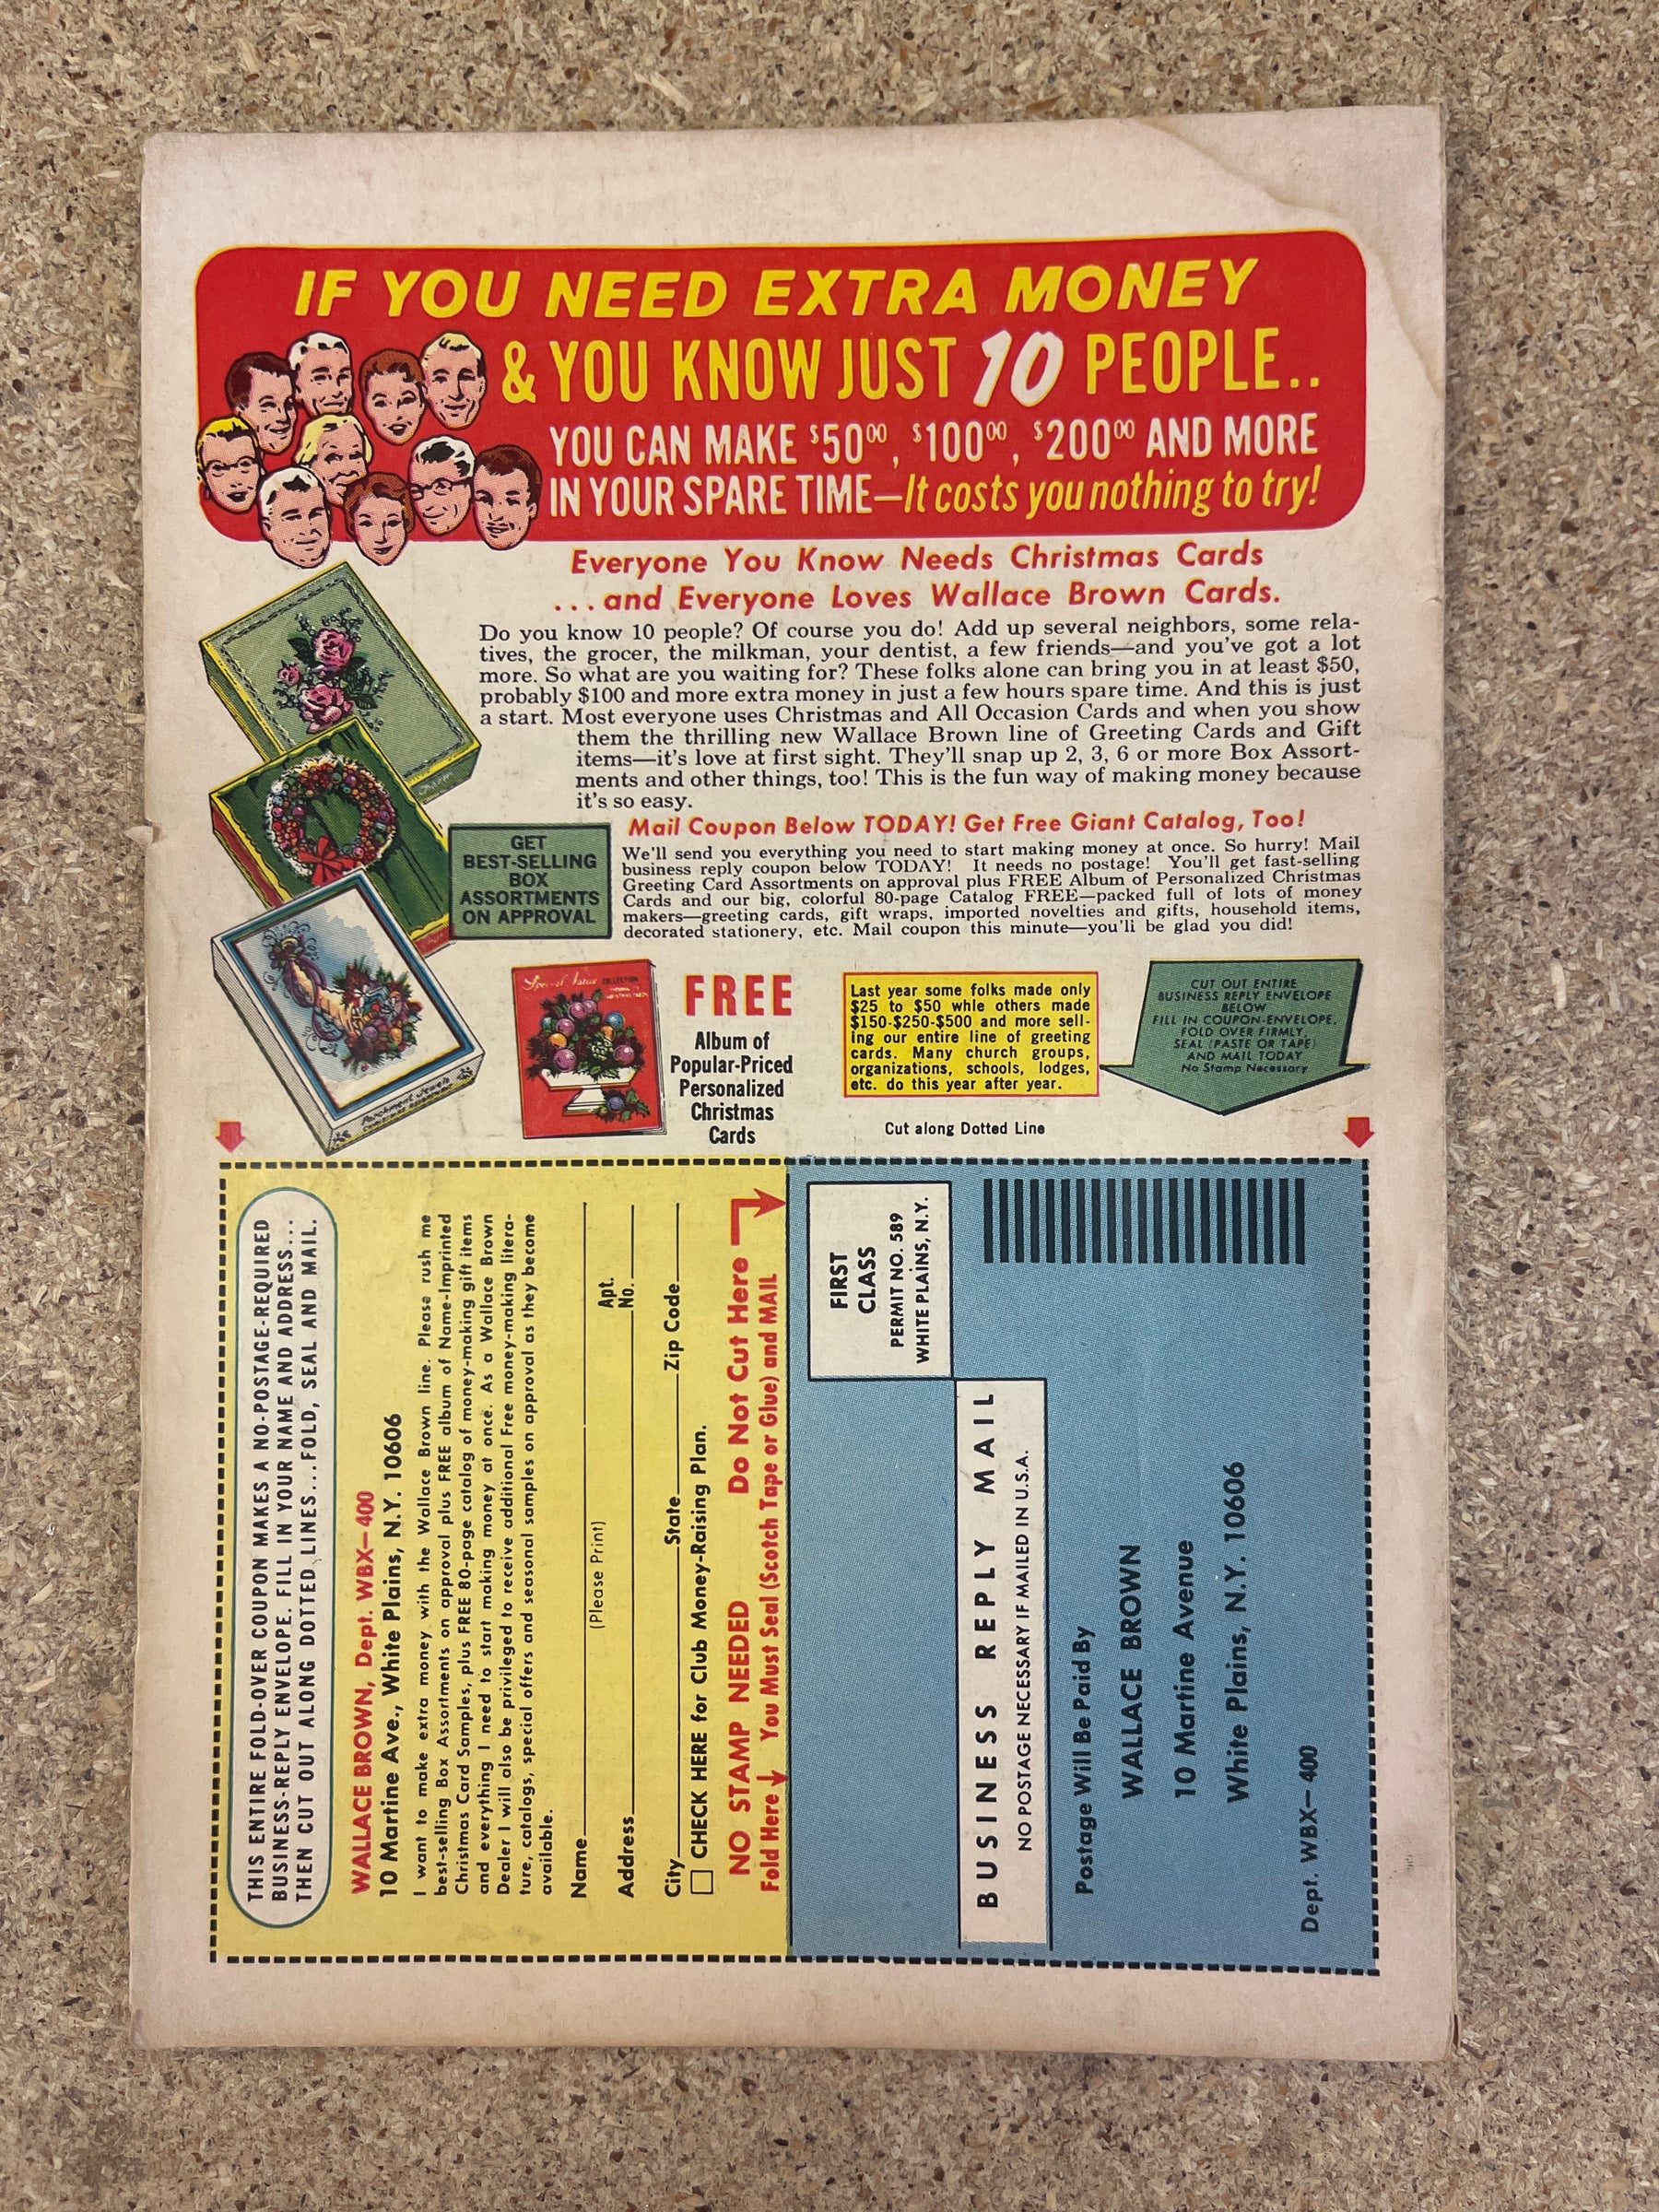 IF YOU NEED EXTRA MONEY
& YOU KNOW JUST 10 PEOPLE..
YOU CAN MAKE $50⁰⁰, $100⁰⁰, $200⁰⁰ AND MORE
IN YOUR SPARE TIME—It costs you nothing to try!
Everyone You Know Needs Christmas Cards
...and Everyone Loves Wallace Brown Cards.
Do you know 10 people? Of course you do! Add up several neighbors, some rela-
tives, the grocer, the milkman, your dentist, a few friends—and you've got a lot
more. So what are you waiting for? These folks alone can bring you in at least $50,
probably $100 and more extra money in just a few hours spare time. And this is just
a start. Most everyone uses Christmas and All Occasion Cards and when you show
them the thrilling new Wallace Brown line of Greeting Cards and Gift
items—it's love at first sight. They'll snap up 2, 3, 6 or more Box Assort-
ments and other things, too! This is the fun way of making money because
it's so easy.
GET
BEST-SELLING
BOX
ASSORTMENTS
ON APPROVAL
Mail Coupon Below TODAY! Get Free Giant Catalog, Too!
We'll send you everything you need to start making money at once. So hurry! Mail
business reply coupon below TODAY! It needs no postage! You'll get fast-selling
Greeting Card Assortments on approval plus FREE Album of Personalized Christmas
Cards and our big, colorful 80-page Catalog FREE—packed full of lots of money
makers—greeting cards, gift wraps, imported novelties and gifts, household items,
decorated stationery, etc. Mail coupon this minute—you'll be glad you did!
Parchment Jewels
Special Value COLLECTION
FREE
Album of
Popular-Priced
Personalized
Christmas
Cards
Last year some folks made only
$25 to $50 whle others made
$150-$250-$500 and more sell-
ing our entire line of greeting
cards. Many church groups,
organizations, schools, lodges,
etc. do this year after year.
CUT OUT ENTIRE
BUSINESS REPLY ENVELOPE
BELOW
FILL IN COUPON-ENVELOPE,
FOLD OVER FIRMLY,
SEAL (PASTE OR TAPE)
AND MAIL TODAY
No Stamp Necessary
Cut along Dotted Line
THIS ENTIRE FOLD-OVER COUPON MAKES A NO-POSTAGE-REQUIRED
BUSINESS-REPLY ENVELOPE. FILL IN YOUR NAME AND ADDRESS...
THEN CUT OUT ALONG DOTTED LINES...FOLD, SEAL AND MAIL.
WALLACE BROWN, Dept. WBX—400
10 Martine Ave., White Plains, N.Y. 10606
I want to make extra money with the Wallace Brown line. Please rush me
best-selling Box Assortments on approval plus FREE album of Name-Imprinted
Christmas Card Samples, plus FREE 80-page catalog of money-making gift items
and everything I need to start making money at once. As a Wallace Brown
Dealer I will also be privileged to receive additional Free money-making litera-
ture, catalogs, special offers and seasonal samples on approval as they become
available.
Name
(Please Print)
Address Apt. No.
City State Zip Code
CHECK HERE for Club Money-Raising Plan.
NO STAMP NEEDED Do Not Cut Here
Fold Here You Must Seal (Scotch Tape or Glue) and MAIL
FIRST
CLASS
PERMIT NO. 589
WHITE PLAINS, N.Y.
BUSINESS REPLY MAIL
NO POSTAGE NECESSARY IF MAILED IN U.S.A.
Postage Will Be Paid By
WALLACE BROWN
10 Martine Avenue
White Plains, N.Y. 10606
Dept. WBX—400